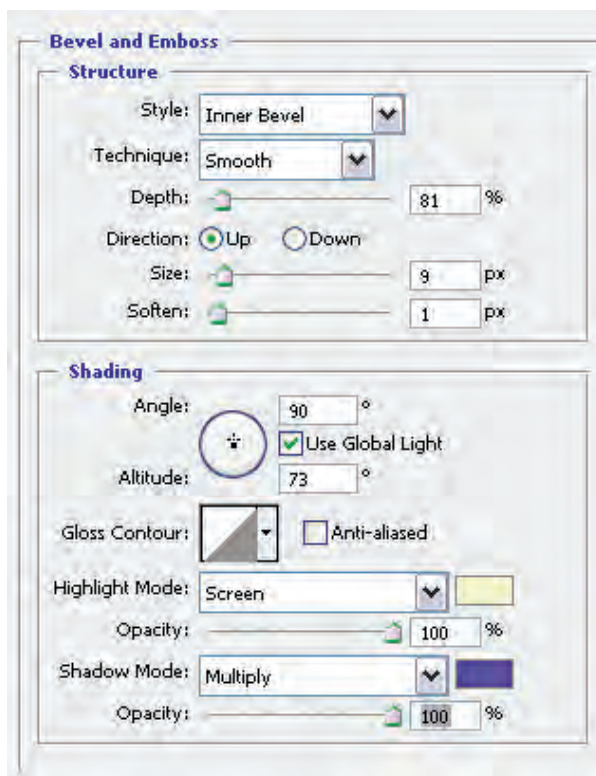 Bevel and Emboss
Structure
Style: Inner Bevel
Technique: Smooth
Depth: 81 %
Direction: Up Down
Size: 9 px
Soften: 1 px
Shading
Angle: 90 °
Use Global Light
Altitude: 73 °
Gloss Contour: Anti-aliased
Highlight Mode: Screen
Opacity: 100 %
Shadow Mode: Multiply
Opacity: 100 %